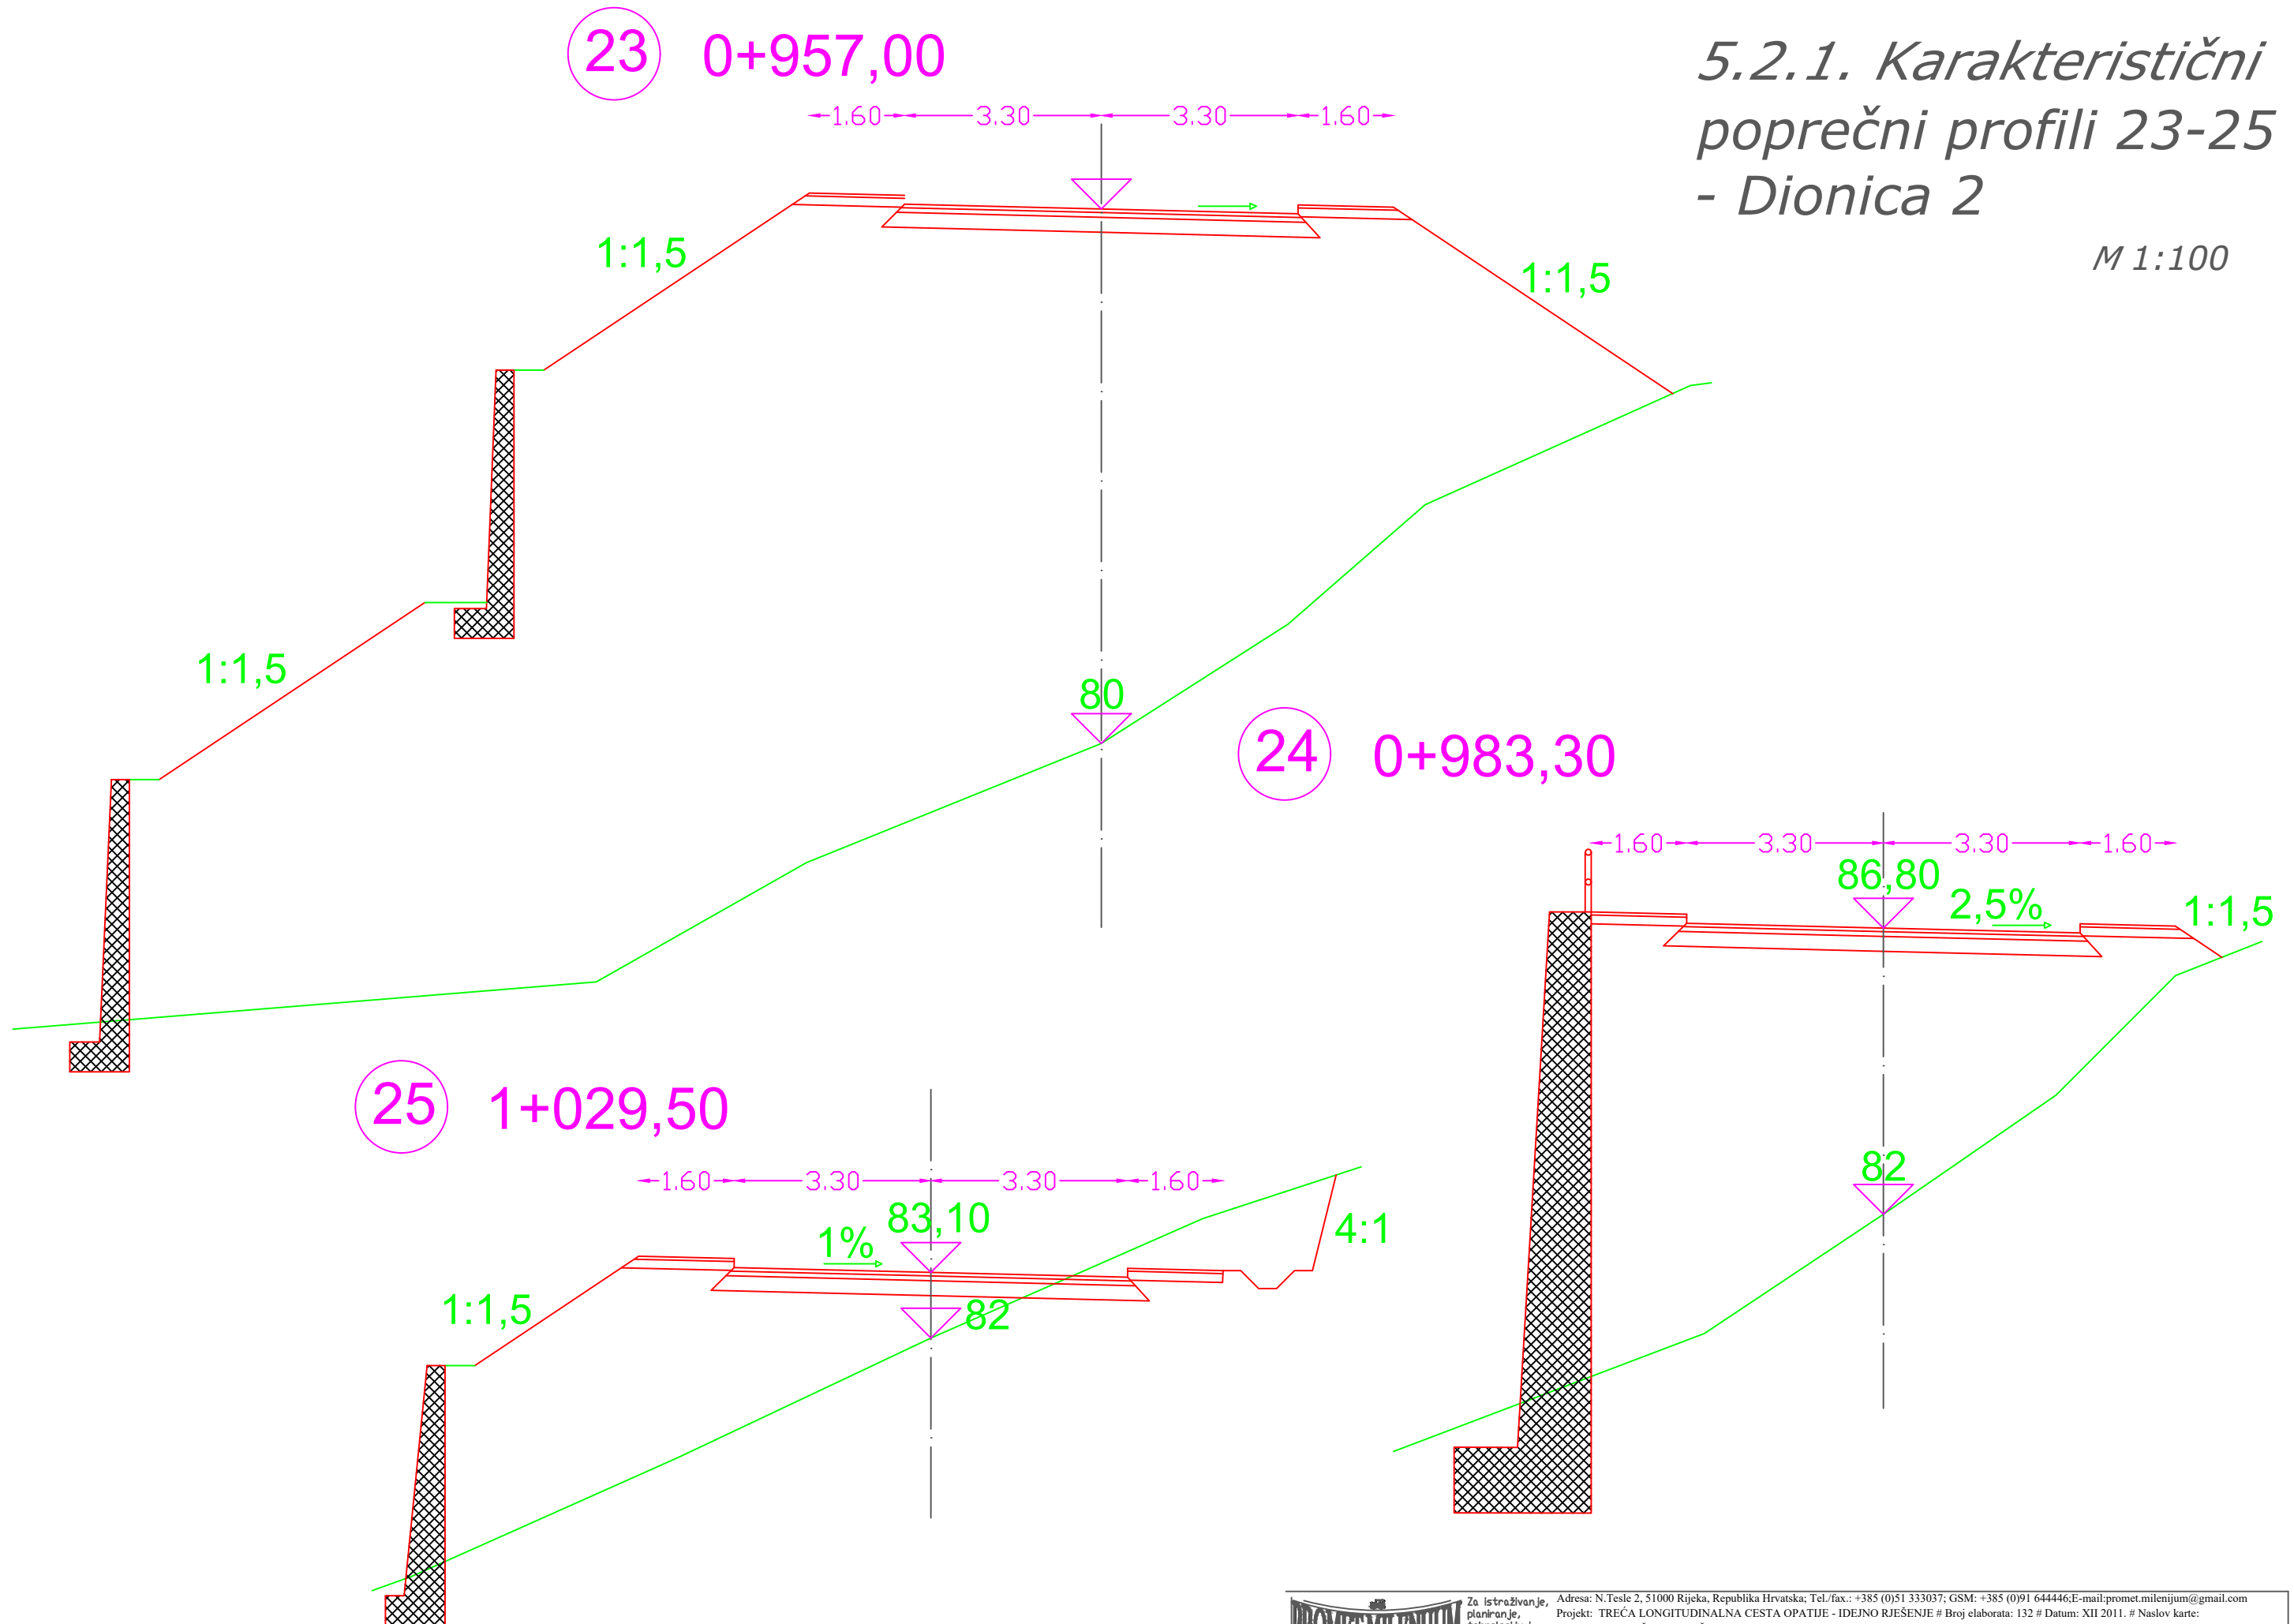 23 0+957,00
5.2.1. Karakteristični
poprečni profili 23-25
- Dionica 2
M 1:100
1.60 3.30 3.30 1.60
1:1,5
1:1,5
1:1,5
80
24 0+983,30
1.60 3.30 3.30 1.60
86,80
2,5%
1:1,5
82
25 1+029,50
1.60 3.30 3.30 1.60
83,10
1%
4:1
1:1,5
82
PROMET MILENIJUM
Za istraživanje,
planiranje,
Adresa: N.Tesle 2, 51000 Rijeka, Republika Hrvatska; Tel./fax.: +385 (0)51 333037; GSM: +385 (0)91 644446;E-mail:promet.milenijum@gmail.com
Projekt: TREĆA LONGITUDINALNA CESTA OPATIJE - IDEJNO RJEŠENJE # Broj elaborata: 132 # Datum: XII 2011. # Naslov karte: